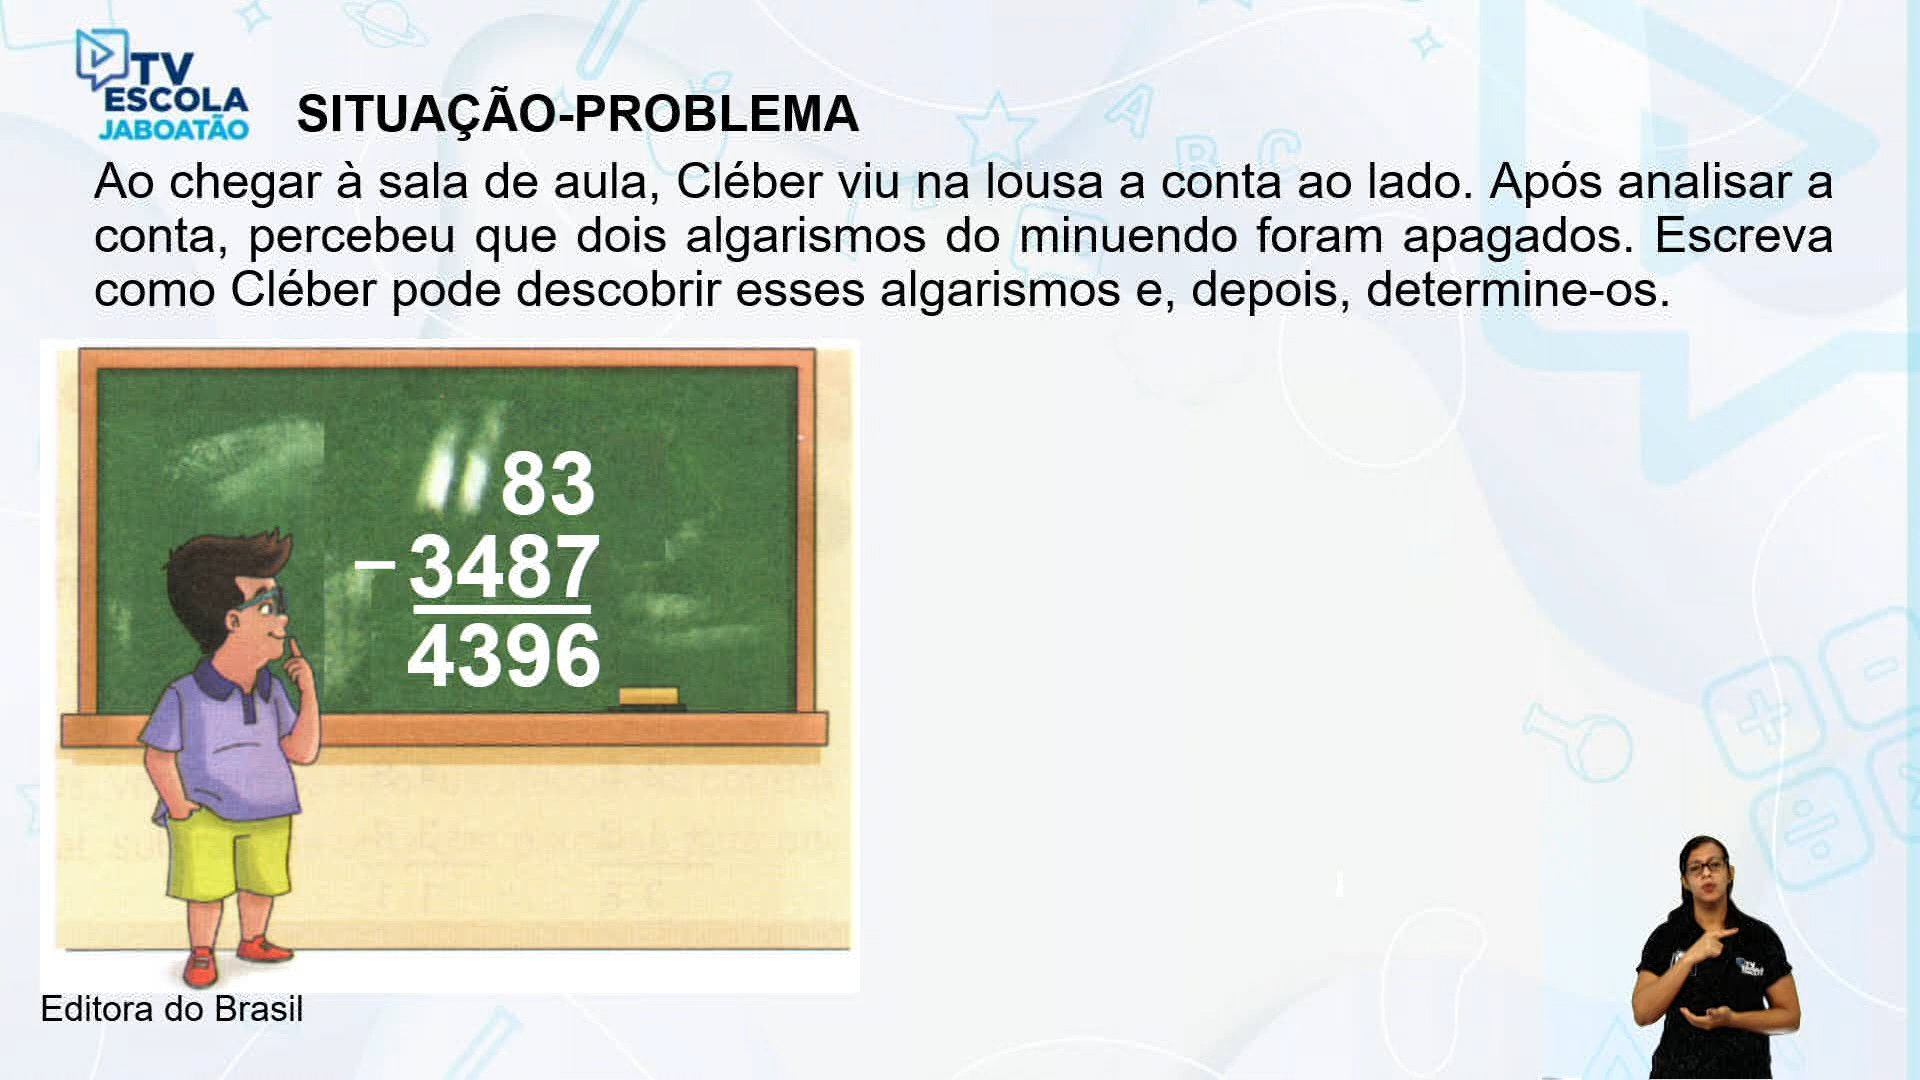 TV
ESCOLA
JABOATÃO
SITUAÇÃO-PROBLEMA
Ao chegar à sala de aula, Cléber viu na lousa a conta ao lado. Após analisar a
conta, percebeu que dois algarismos do minuendo foram apagados. Escreva
como Cléber pode descobrir esses algarismos e, depois, determine-os.
83
–3487
4396
Editora do Brasil